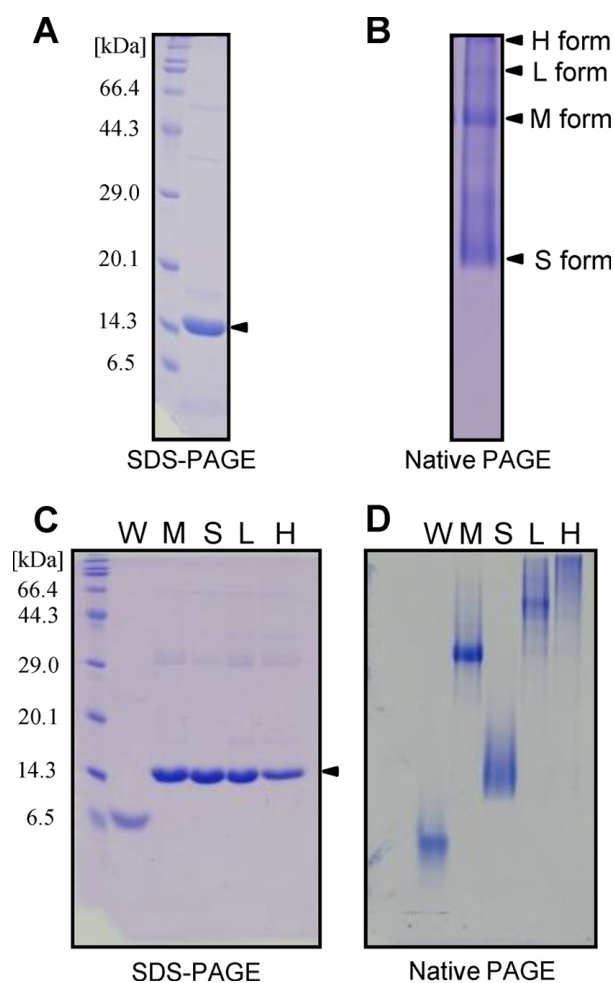 A
B
[kDa]
66.4
44.3
29.0
20.1
14.3
6.5
H form
L form
M form
S form
SDS-PAGE
Native PAGE
C
D
W M S L H
W M S L H
[kDa]
66.4
44.3
29.0
20.1
14.3
6.5
SDS-PAGE
Native PAGE